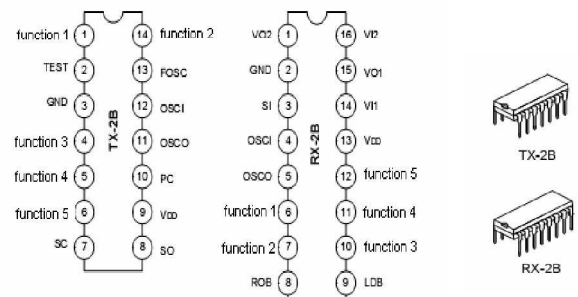 function 1 1 14 function 2
TEST 2 13 FOSC
GND 3 12 OSCI
function 3 4 11 OSCO
function 4 5 10 PC
function 5 6 9 VDD
SC 7 8 SO
TX-2B
VO2 1 16 VI2
GND 2 15 VO1
SI 3 14 VI1
OSCI 4 13 VDD
OSCO 5 12 function 5
function 1 6 11 function 4
function 2 7 10 function 3
ROB 8 9 LDB
RX-2B
TX-2B
RX-2B